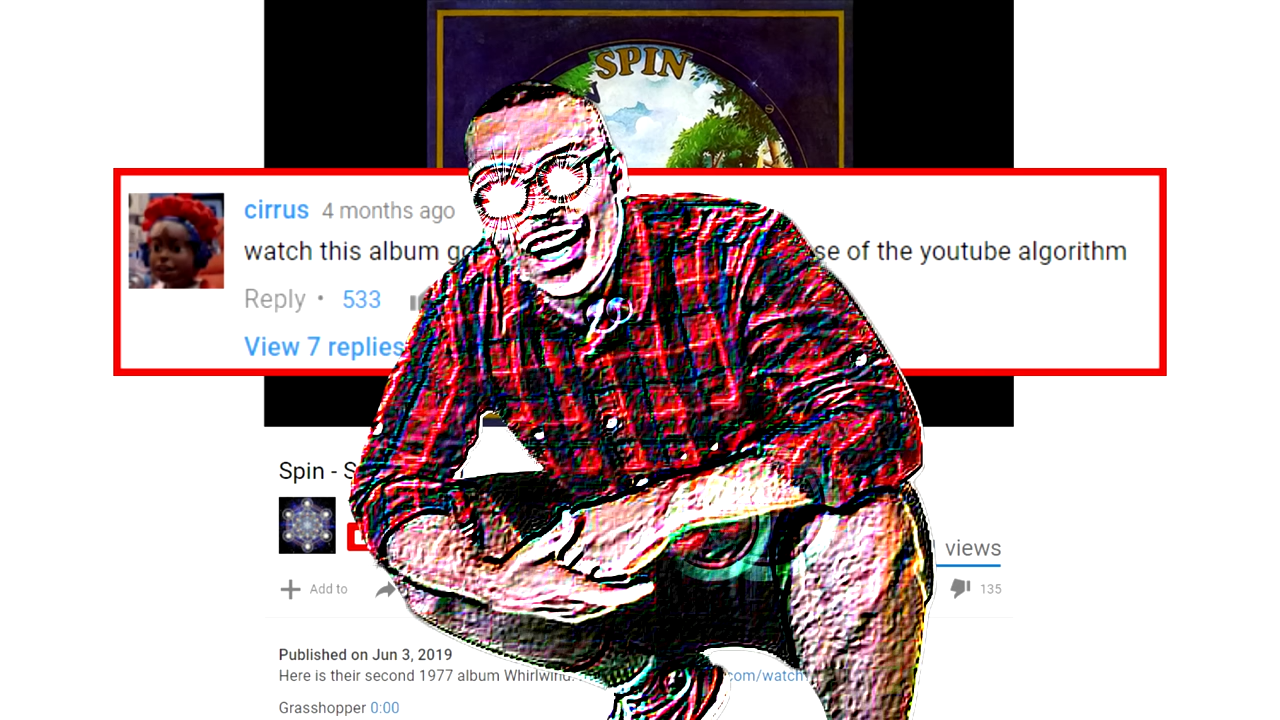 SPIN
cirrus 4 months ago
watch this album go se of the youtube algorithm
Reply • 533
View 7 replies
Spin - S
views
Add to
135
Published on Jun 3, 2019
Here is their second 1977 album Whirlwind: com/watch
Grasshopper 0:00